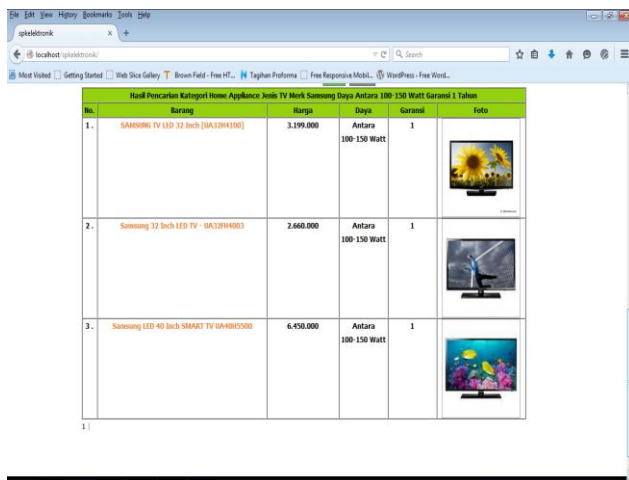 File Edit View History Bookmarks Tools Help
spkelektronik × +
localhost/spkelektronik/ Search
Most Visited Getting Started Web Slice Gallery Brown Field - Free HT... Tagihan Proforma Free Responsive Mobil... WordPress › Free Word...
Hasil Pencarian Kategori Home Appliance Jenis TV Merk Samsung Daya Antara 100-150 Watt Garansi 1 Tahun
No. Barang Harga Daya Garansi Foto
1. SAMSUNG TV LED 32 Inch [UA32H4100] 3.199.000 Antara 1
100-150 Watt
2. Samsung 32 Inch LED TV - UA32FH4003 2.660.000 Antara 1
100-150 Watt
3. Samsung LED 40 Inch SMART TV UA40H5500 6.450.000 Antara 1
100-150 Watt
1 |